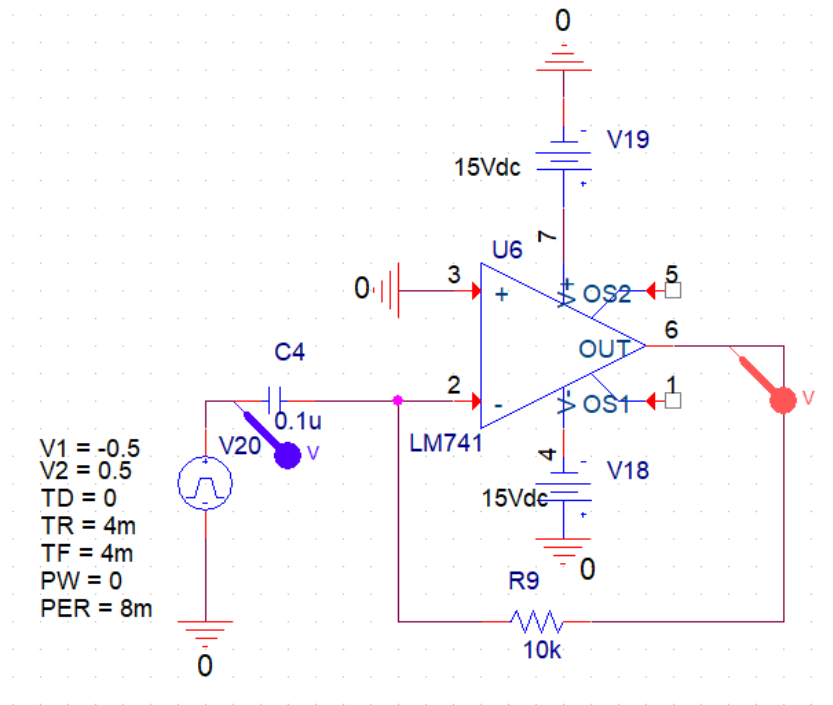 0
V19
15Vdc
-
+
7
U6
3
0
+
V+
OS2
5
6
OUT
C4
2
-
V-
OS1
1
0.1u
V20
V
V
LM741
4
V18
15Vdc
-
+
0
V1 = -0.5
V2 = 0.5
TD = 0
TR = 4m
TF = 4m
PW = 0
PER = 8m
+
-
R9
10k
0